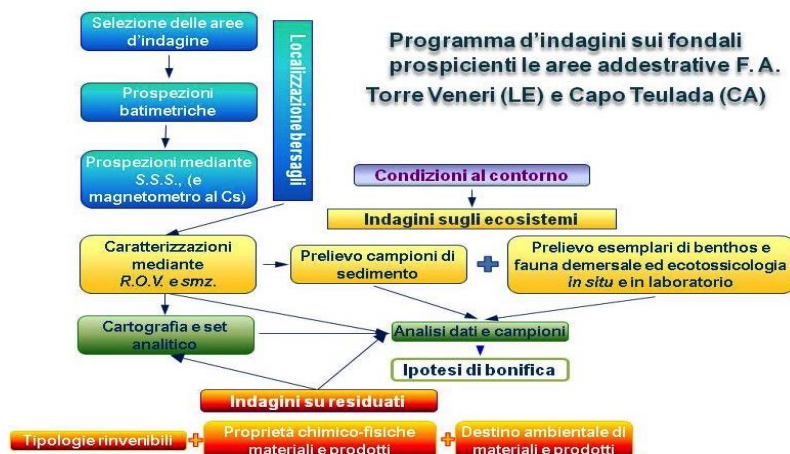 Selezione delle aree
d'indagine
Localizzazione bersagli
Programma d'indagini sui fondali
prospicienti le aree addestrative F. A.
Torre Veneri (LE) e Capo Teulada (CA)
Prospezioni
batimetriche
Prospezioni mediante
S.S.S., (e
magnetometro al Cs)
Condizioni al contorno
Indagini sugli ecosistemi
Caratterizzazioni
mediante
R.O.V. e smz.
Prelievo campioni di
sedimento
+
Prelievo esemplari di benthos e
fauna demersale ed ecotossicologia
in situ e in laboratorio
Cartografia e set
analitico
Analisi dati e campioni
Ipotesi di bonifica
Indagini su residuati
Tipologie rinvenibili
+
Proprietà chimico-fisiche
materiali e prodotti
+
Destino ambientale di
materiali e prodotti